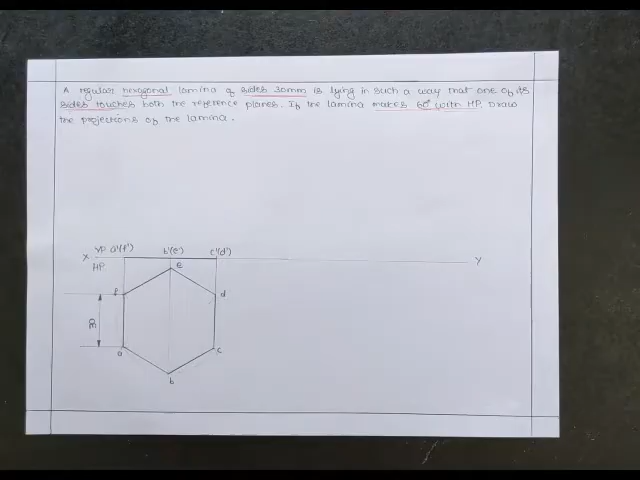 A regular hexagonal lamina of sides 30mm is lying in such a way that one of its
sides touches both the reference planes. If the lamina makes 60° with HP. Draw
the projections of the lamina.
X VP a'(f') b'(e') c'(d') Y
HP
e
f d
30
a c
b